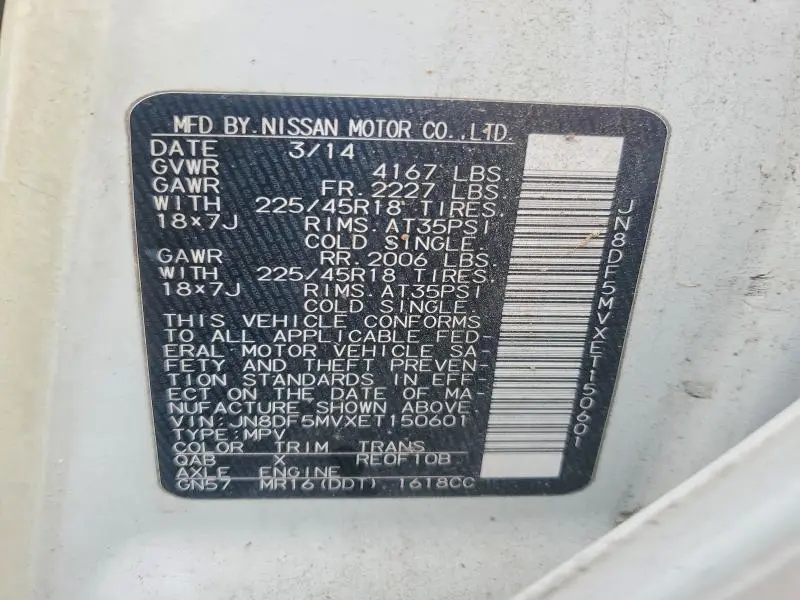 MFD BY.NISSAN MOTOR CO.,LTD.
DATE 3/14
GVWR 4167 LBS.
GAWR FR. 2227 LBS.
WITH 225/45R18 TIRES.
18×7J RIMS. AT35PSI
COLD SINGLE.
GAWR RR. 2006 LBS.
WITH 225/45R18 TIRES.
18×7J RIMS. AT35PSI
COLD SINGLE.
THIS VEHICLE CONFORMS
TO ALL APPLICABLE FED-
ERAL MOTOR VEHICLE SA-
FETY AND THEFT PREVEN-
TION STANDARDS IN EFF-
ECT ON THE DATE OF MA-
NUFACTURE SHOWN ABOVE.
VIN: JN8DF5MVXET150601
TYPE: MPV
COLOR TRIM TRANS
QAB X RE0F10B
AXLE ENGINE
GN57 MR16(DDT) 1618CC
JN8DF5MVXET150601